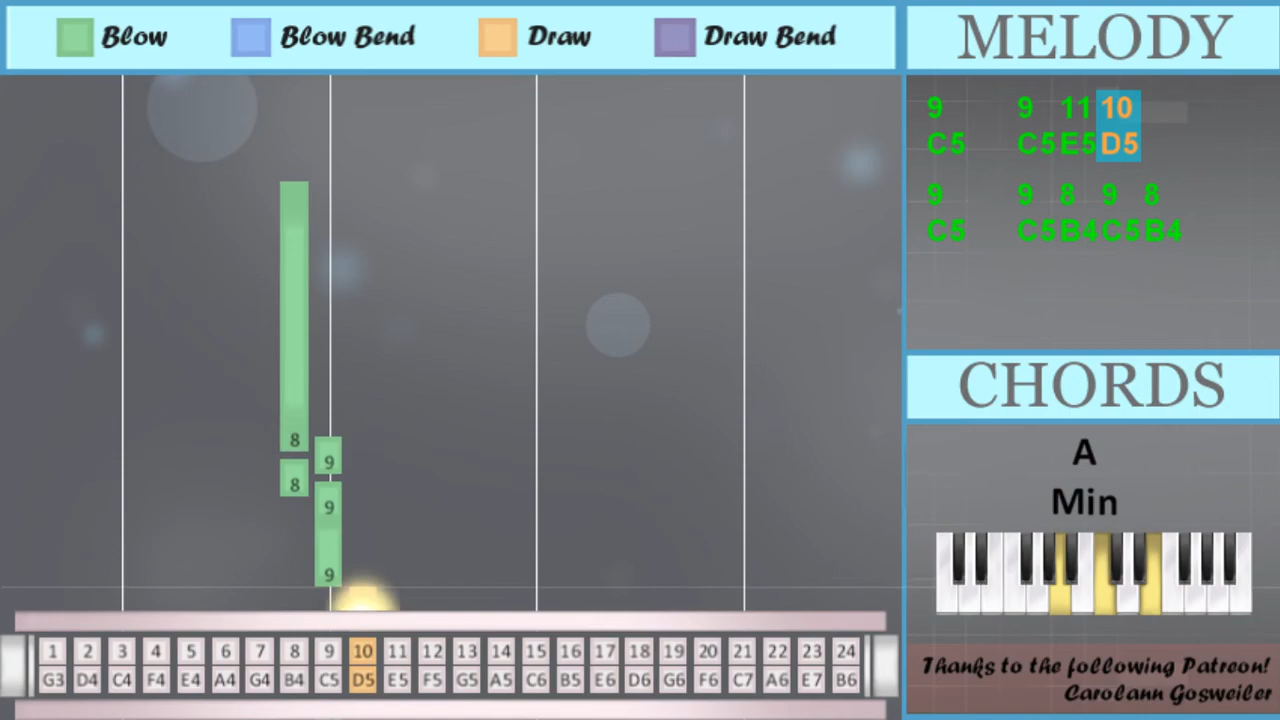 Blow Blow Bend Draw Draw Bend
MELODY
9 9 11 10
C5 C5 E5 D5
9 9 8 9 8
C5 C5 B4 C5 B4
8
9
8
9
9
CHORDS
A
Min
1 2 3 4 5 6 7 8 9 10 11 12 13 14 15 16 17 18 19 20 21 22 23 24
G3 D4 C4 F4 E4 A4 G4 B4 C5 D5 E5 F5 G5 A5 C6 B5 E6 D6 G6 F6 C7 A6 E7 B6
Thanks to the following Patreon!
Carolann Gosweiler